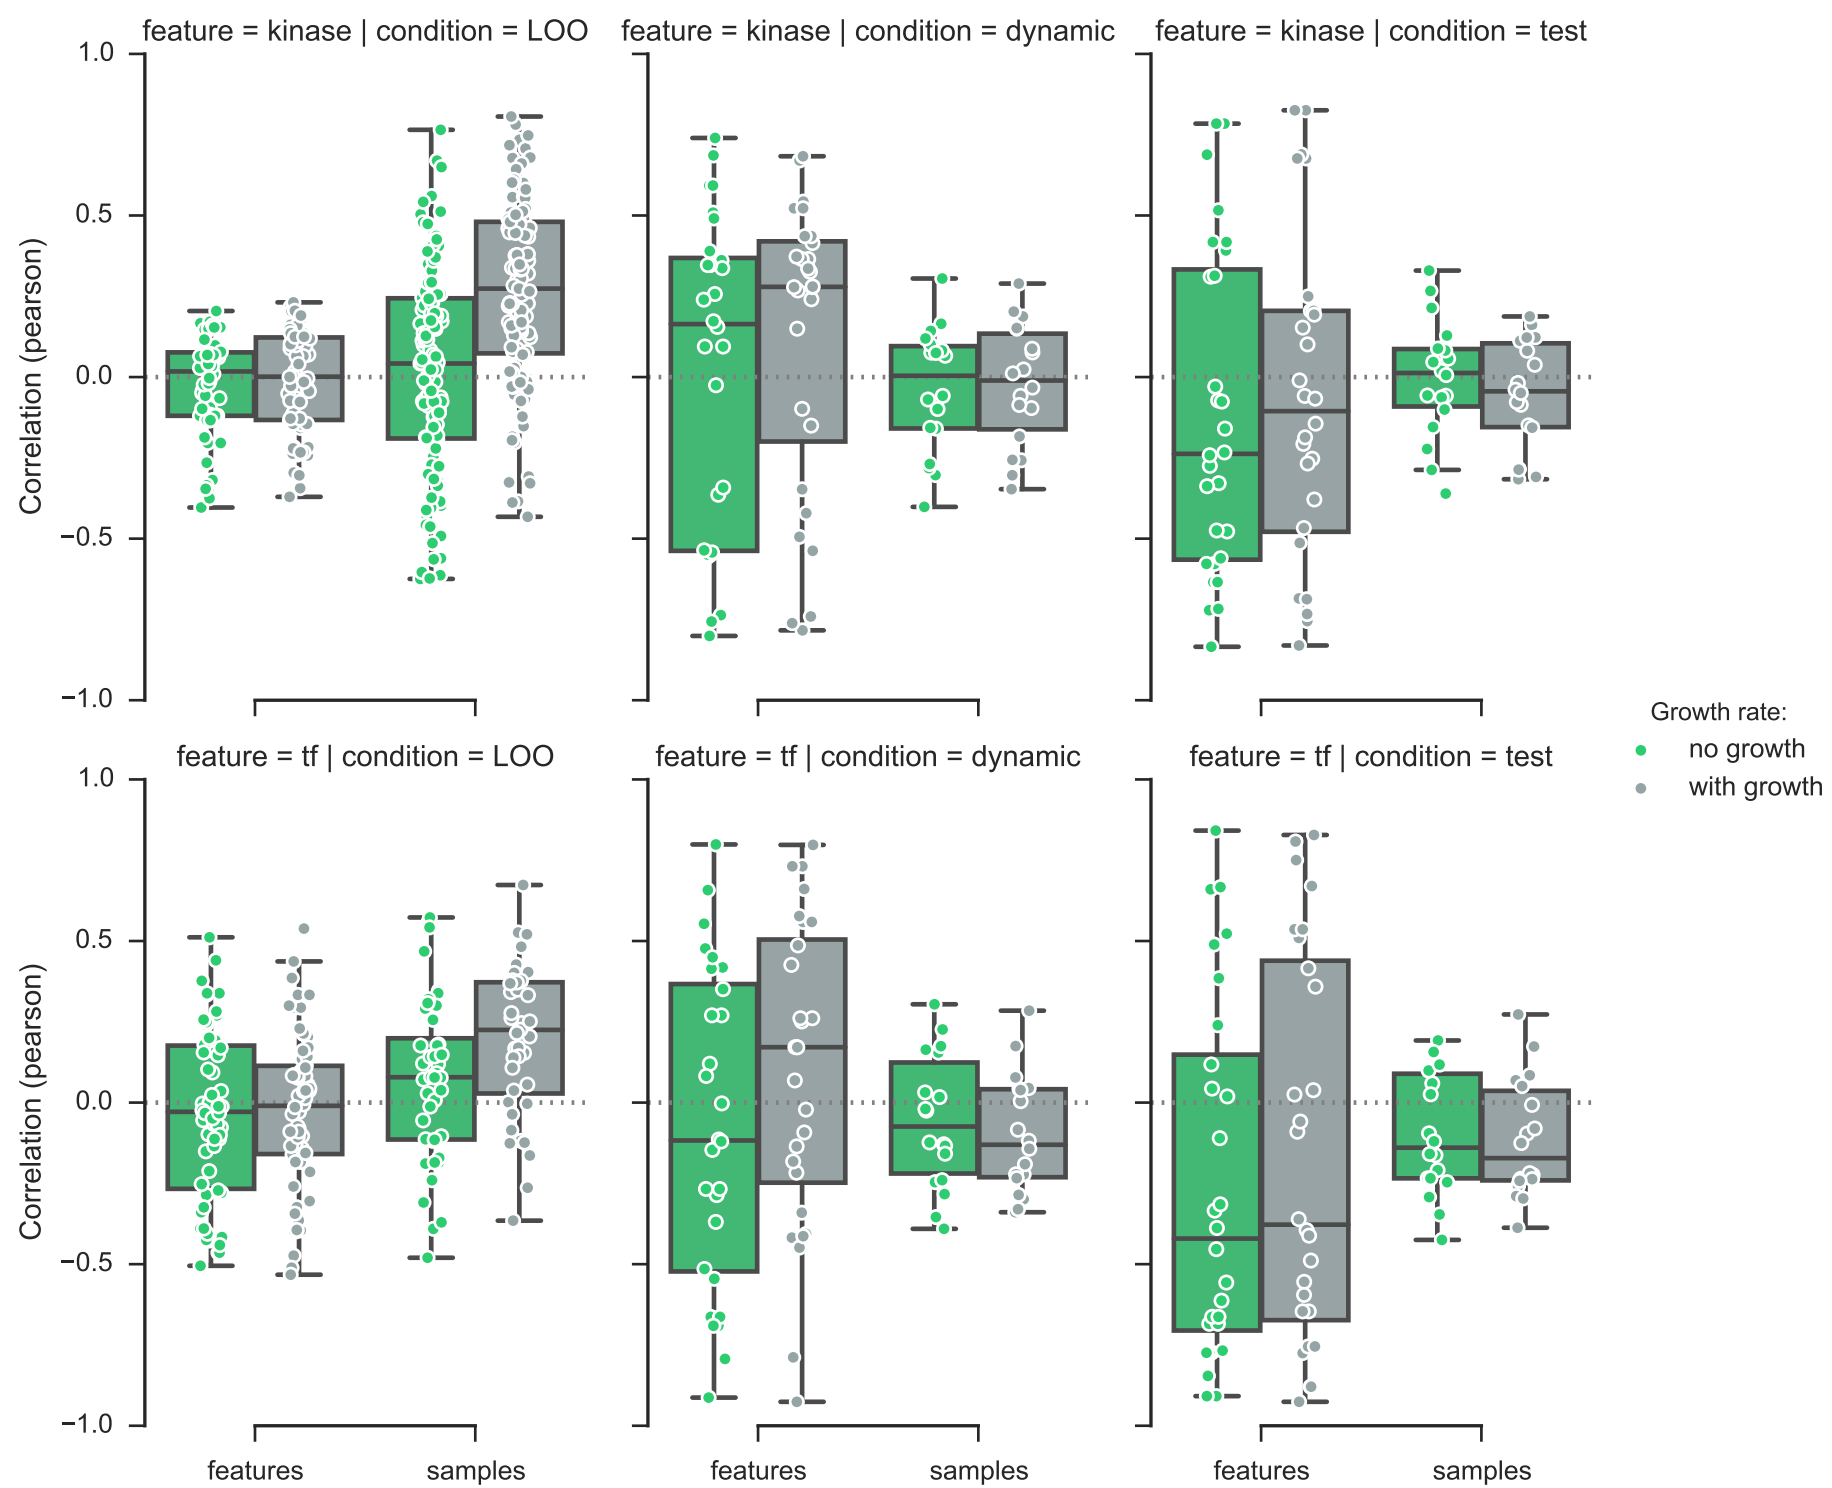 feature = kinase | condition = LOO
feature = kinase | condition = dynamic
feature = kinase | condition = test
1.0
0.5
0.0
−0.5
−1.0
Correlation (pearson)
Growth rate:
no growth
with growth
feature = tf | condition = LOO
feature = tf | condition = dynamic
feature = tf | condition = test
1.0
0.5
0.0
−0.5
−1.0
Correlation (pearson)
features
samples
features
samples
features
samples